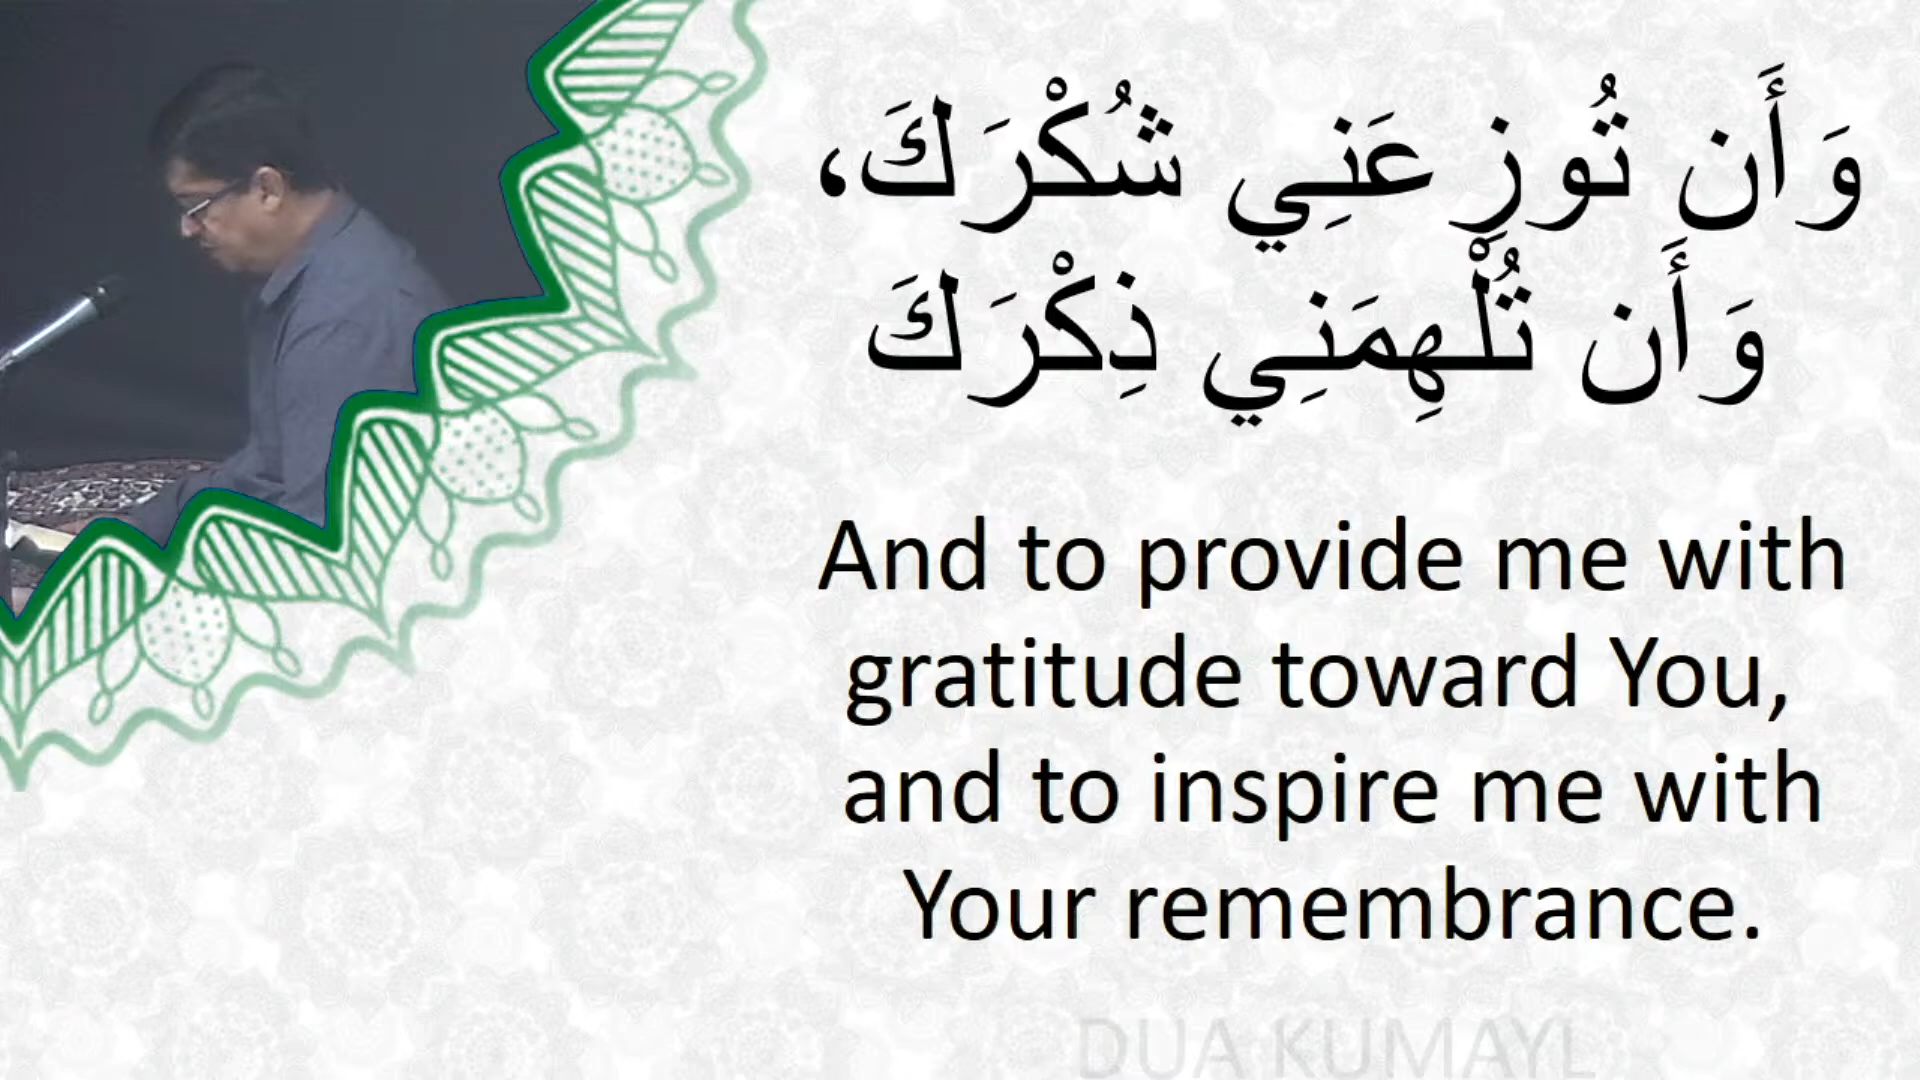 وَأَن تُوزِعَنِي شُكْرَكَ،
وَأَن تُلْهِمَنِي ذِكْرَكَ
And to provide me with
gratitude toward You,
and to inspire me with
Your remembrance.
DUA KUMAYL